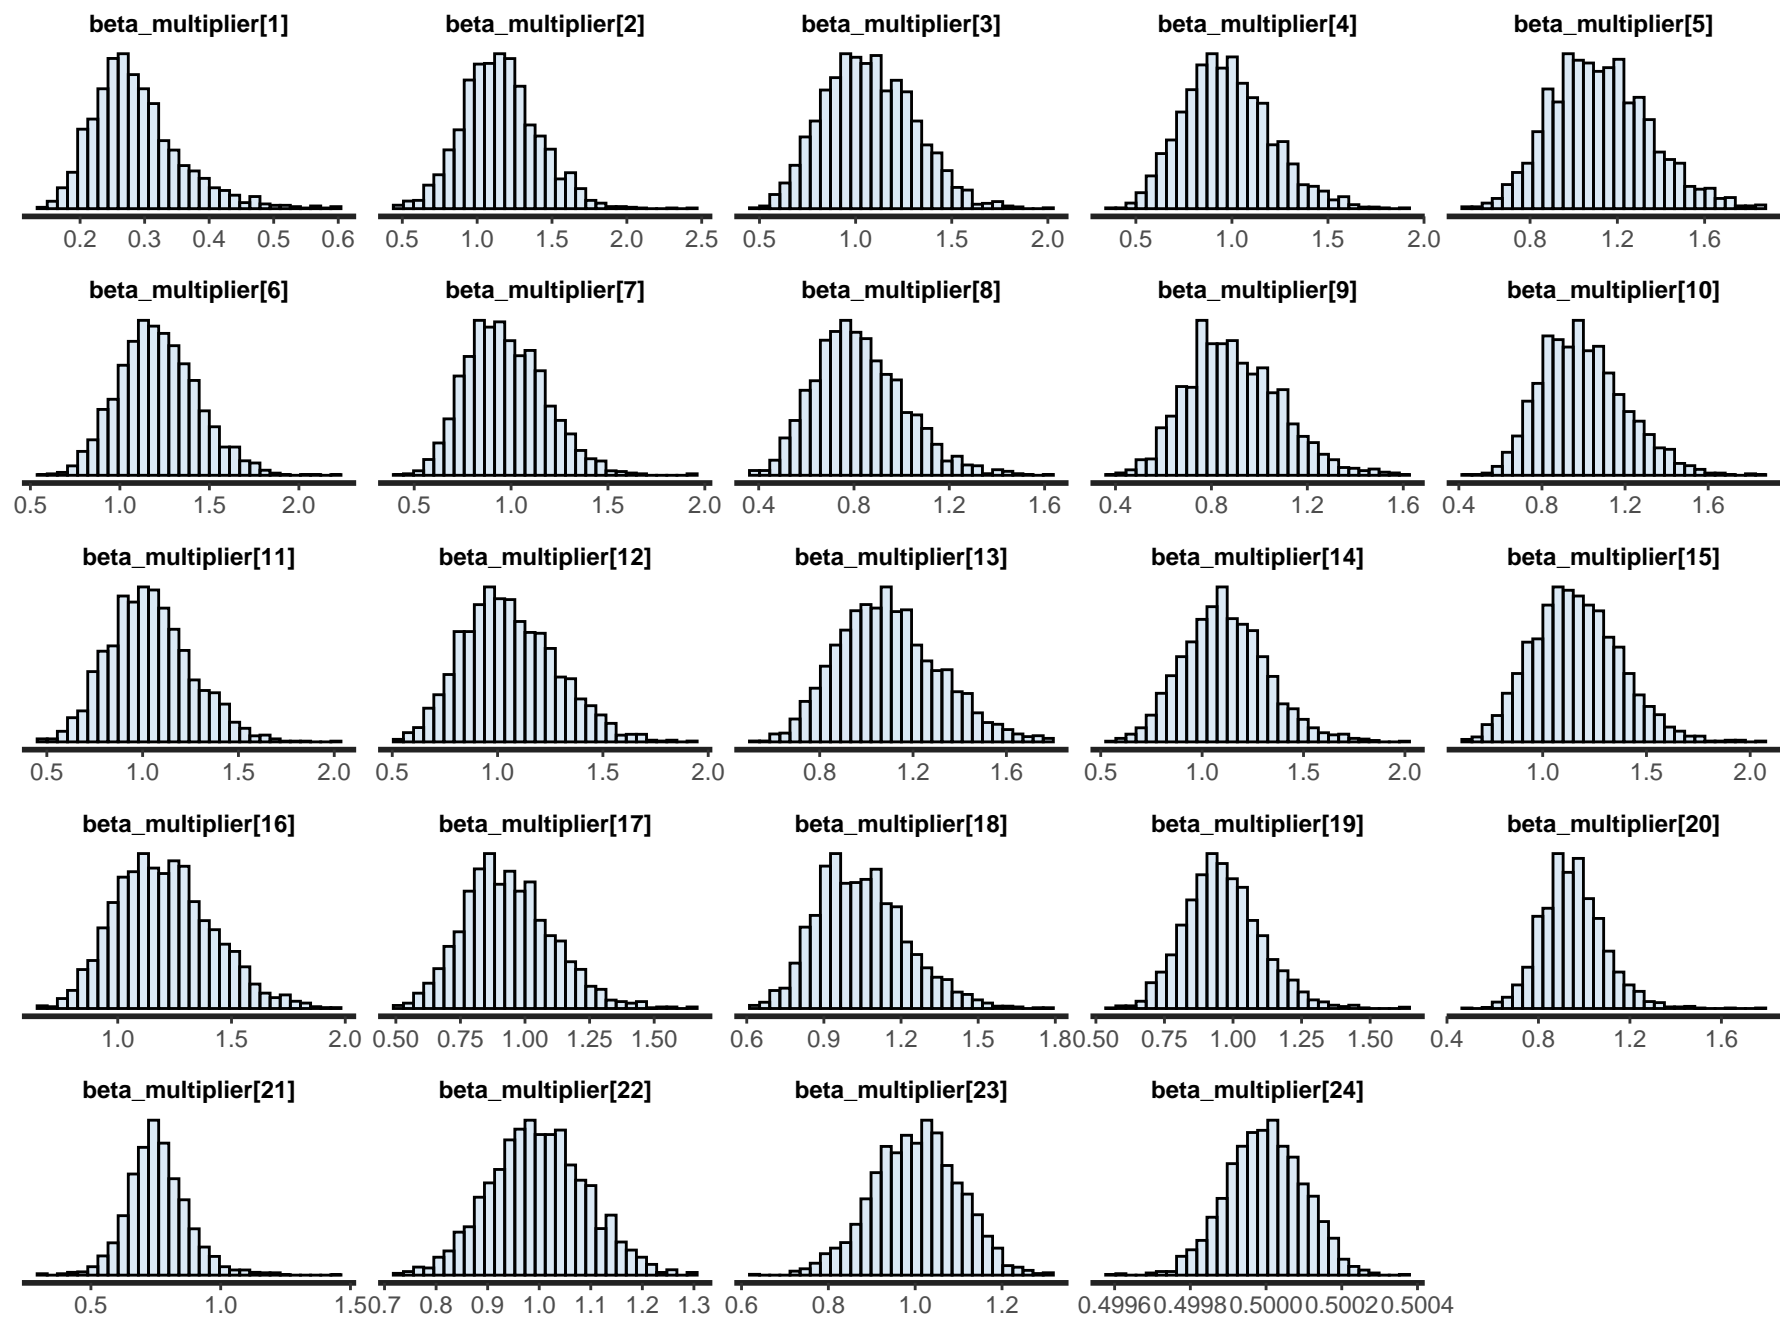 beta_multiplier[1] beta_multiplier[2] beta_multiplier[3] beta_multiplier[4] beta_multiplier[5]
0.2 0.3 0.4 0.5 0.6 0.5 1.0 1.5 2.0 2.5 0.5 1.0 1.5 2.0 0.5 1.0 1.5 2.0 0.8 1.2 1.6
beta_multiplier[6] beta_multiplier[7] beta_multiplier[8] beta_multiplier[9] beta_multiplier[10]
0.5 1.0 1.5 2.0 0.5 1.0 1.5 2.0 0.4 0.8 1.2 1.6 0.4 0.8 1.2 1.6 0.4 0.8 1.2 1.6
beta_multiplier[11] beta_multiplier[12] beta_multiplier[13] beta_multiplier[14] beta_multiplier[15]
0.5 1.0 1.5 2.0 0.5 1.0 1.5 2.0 0.8 1.2 1.6 0.5 1.0 1.5 2.0 1.0 1.5 2.0
beta_multiplier[16] beta_multiplier[17] beta_multiplier[18] beta_multiplier[19] beta_multiplier[20]
1.0 1.5 2.0 0.50 0.75 1.00 1.25 1.50 0.6 0.9 1.2 1.5 1.8 0.50 0.75 1.00 1.25 1.50 0.4 0.8 1.2 1.6
beta_multiplier[21] beta_multiplier[22] beta_multiplier[23] beta_multiplier[24]
0.5 1.0 1.5 0.7 0.8 0.9 1.0 1.1 1.2 1.3 0.6 0.8 1.0 1.2 0.4996 0.4998 0.5000 0.5002 0.5004